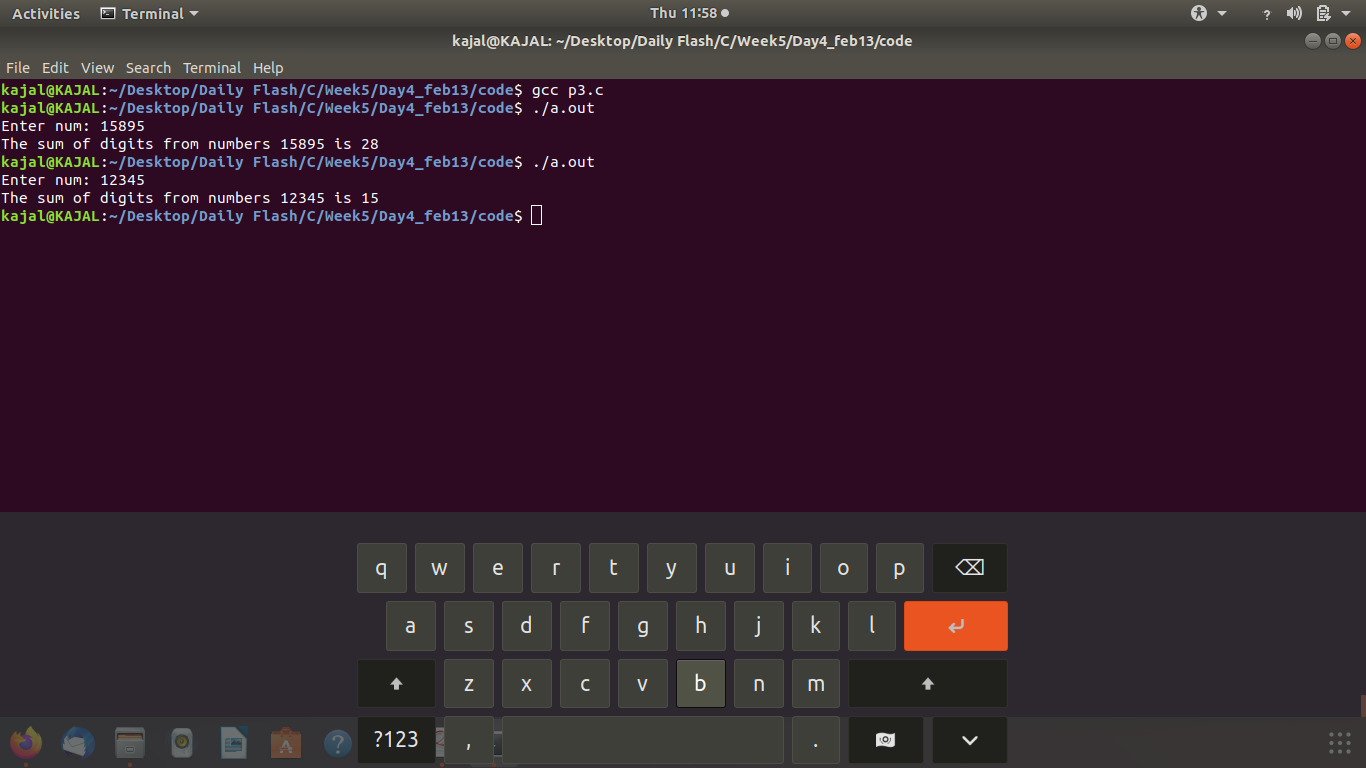 Activities Terminal Thu 11:58 ?
kajal@KAJAL: ~/Desktop/Daily Flash/C/Week5/Day4_feb13/code
File Edit View Search Terminal Help
kajal@KAJAL:~/Desktop/Daily Flash/C/Week5/Day4_feb13/code$ gcc p3.c
kajal@KAJAL:~/Desktop/Daily Flash/C/Week5/Day4_feb13/code$ ./a.out
Enter num: 15895
The sum of digits from numbers 15895 is 28
kajal@KAJAL:~/Desktop/Daily Flash/C/Week5/Day4_feb13/code$ ./a.out
Enter num: 12345
The sum of digits from numbers 12345 is 15
kajal@KAJAL:~/Desktop/Daily Flash/C/Week5/Day4_feb13/code$
q w e r t y u i o p
a s d f g h j k l
z x c v b n m
?123 , .